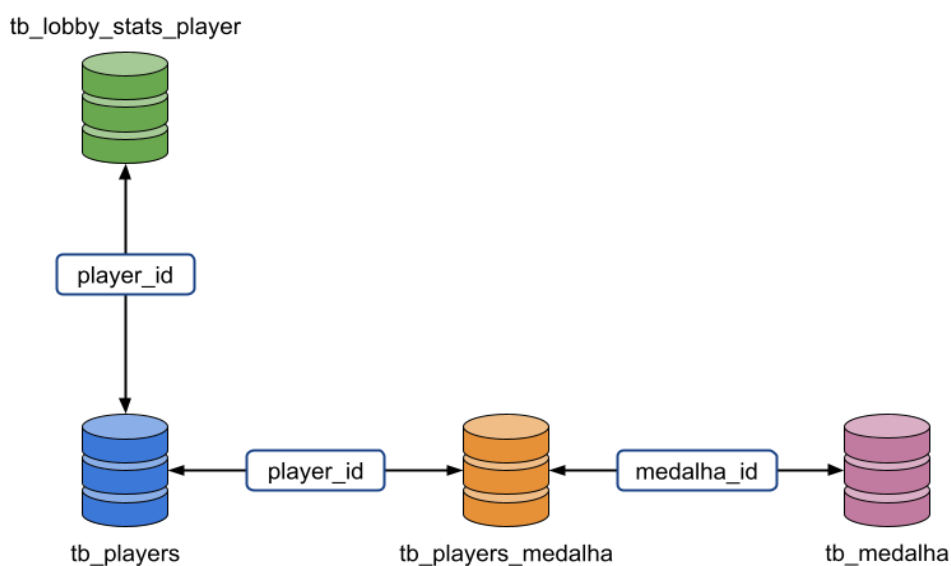 tb_lobby_stats_player
player_id
player_id
medalha_id
tb_players
tb_players_medalha
tb_medalha